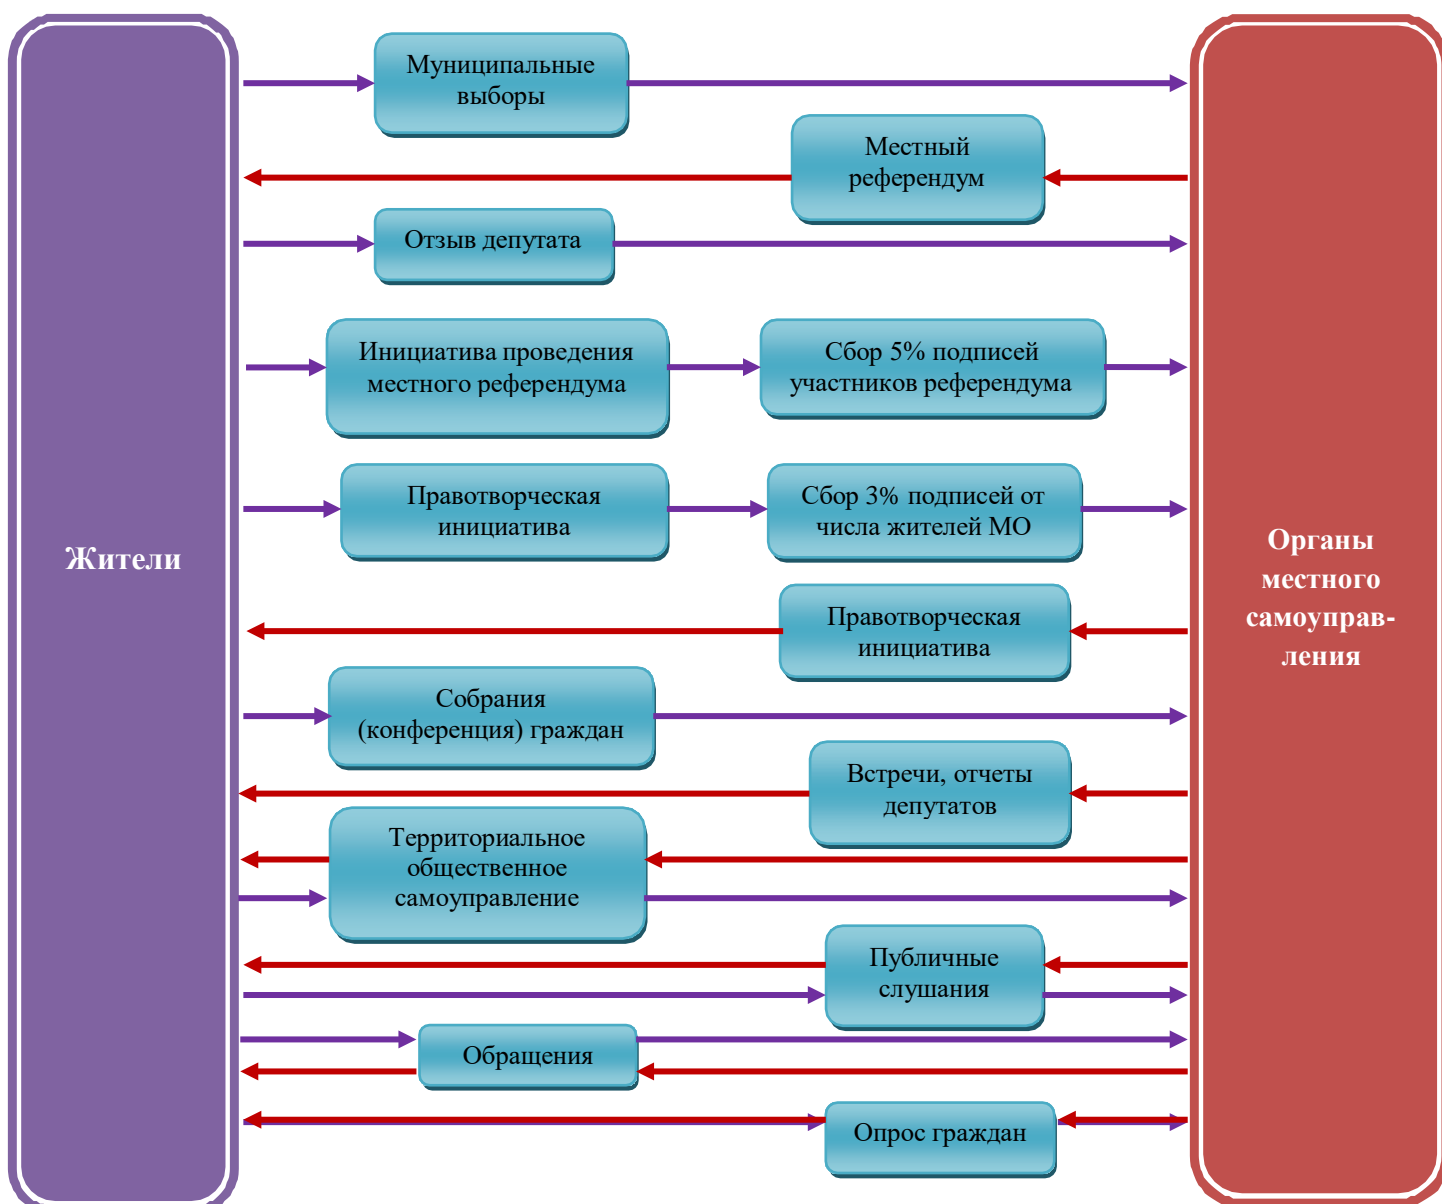 Муниципальные
выборы
Местный
референдум
Отзыв депутата
Инициатива проведения
местного референдума
Сбор 5% подписей
участников референдума
Правотворческая
инициатива
Сбор 3% подписей от
числа жителей МО
Жители
Органы
местного
самоуправ-
ления
Правотворческая
инициатива
Собрания
(конференция) граждан
Встречи, отчеты
депутатов
Территориальное
общественное
самоуправление
Публичные
слушания
Обращения
Опрос граждан